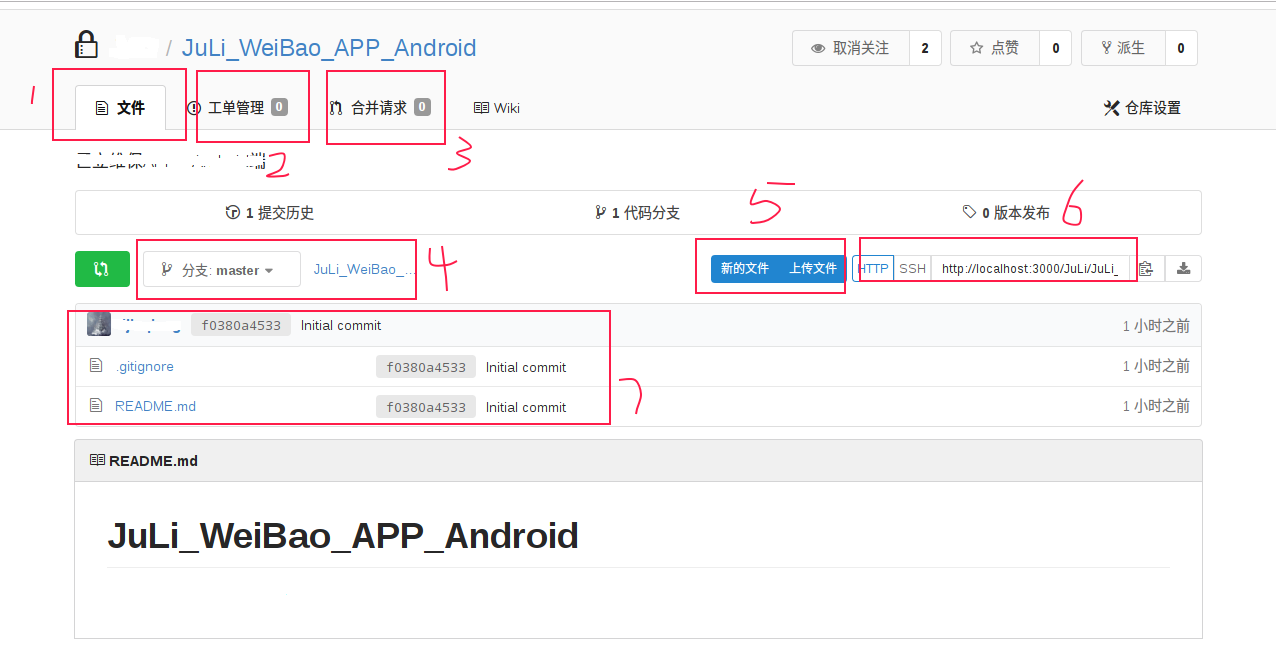 / JuLi_WeiBao_APP_Android
取消关注 2 点赞 0 派生 0
1 文件 工单管理 0 合并请求 0 Wiki 仓库设置
2 3
1 提交历史 1 代码分支 0 版本发布
5 6
分支: master JuLi_WeiBao_... 4 新的文件 上传文件 HTTP SSH http://localhost:3000/JuLi/JuLi_
f0380a4533 Initial commit 1 小时之前
.gitignore f0380a4533 Initial commit 1 小时之前
README.md f0380a4533 Initial commit 1 小时之前
7
README.md
JuLi_WeiBao_APP_Android